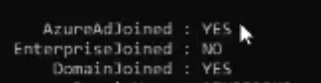 AzureAdJoined : YES
EnterpriseJoined : NO
DomainJoined : YES